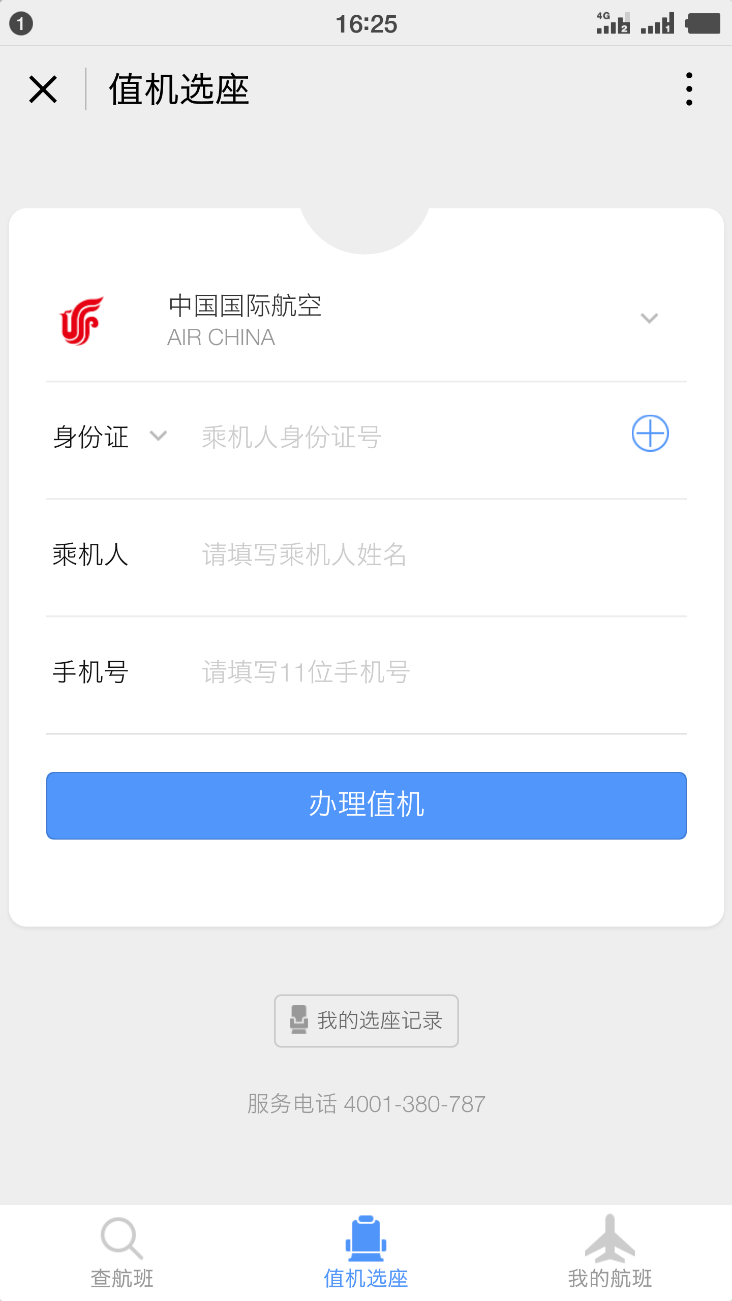 1
16:25
4G
2
1
值机选座
中国国际航空
AIR CHINA
身份证 乘机人身份证号
乘机人 请填写乘机人姓名
手机号 请填写11位手机号
办理值机
我的选座记录
服务电话 4001-380-787
查航班 值机选座 我的航班